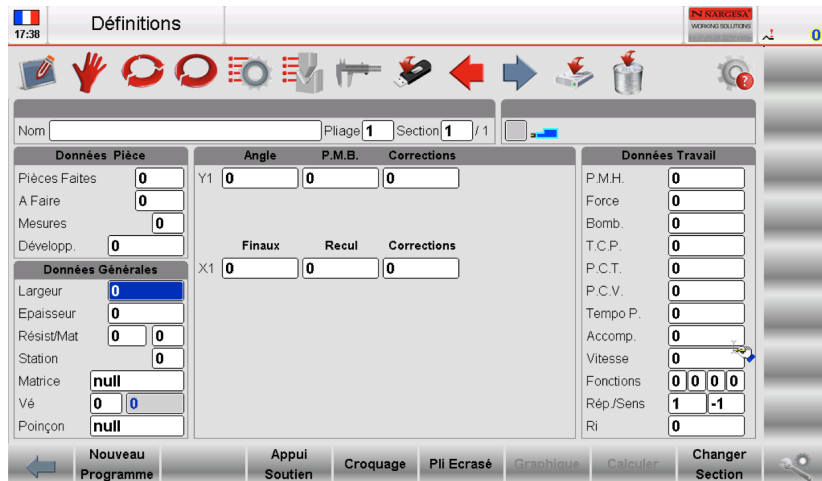 17:38
Définitions
NARGESA
WORKING SOLUTIONS
0
Nom Pliage 1 Section 1 / 1
Données Pièce
Pièces Faites 0
A Faire 0
Mesures 0
Développ. 0
Données Générales
Largeur 0
Epaisseur 0
Résist/Mat 0 0
Station 0
Matrice null
Vé 0 0
Poinçon null
Angle P.M.B. Corrections
Y1 0 0 0
Finaux Recul Corrections
X1 0 0 0
Données Travail
P.M.H. 0
Force 0
Bomb. 0
T.C.P. 0
P.C.T. 0
P.C.V. 0
Tempo P. 0
Accomp. 0
Vitesse 0
Fonctions 0 0 0 0
Rép./Sens 1 -1
Ri 0
Nouveau
Programme
Appui
Soutien
Croquage
Pli Ecrasé
Graphique
Calculer
Changer
Section